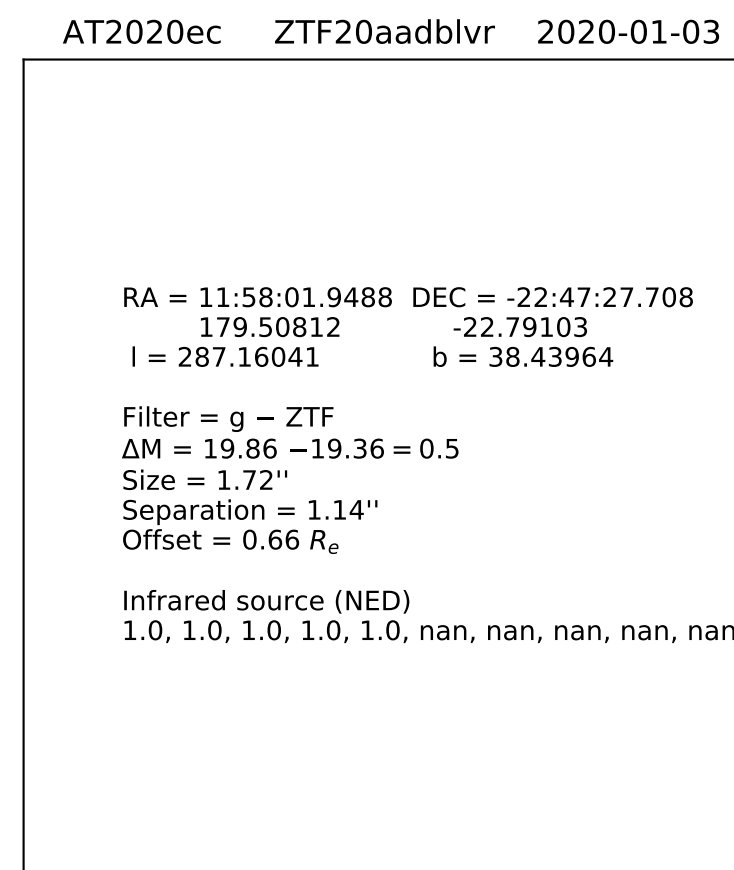 AT2020ec ZTF20aadblvr 2020-01-03
RA = 11:58:01.9488 DEC = -22:47:27.708
179.50812 -22.79103
l = 287.16041 b = 38.43964
Filter = g − ZTF
ΔM = 19.86 −19.36 = 0.5
Size = 1.72''
Separation = 1.14''
Offset = 0.66 Re
Infrared source (NED)
1.0, 1.0, 1.0, 1.0, 1.0, nan, nan, nan, nan, nan